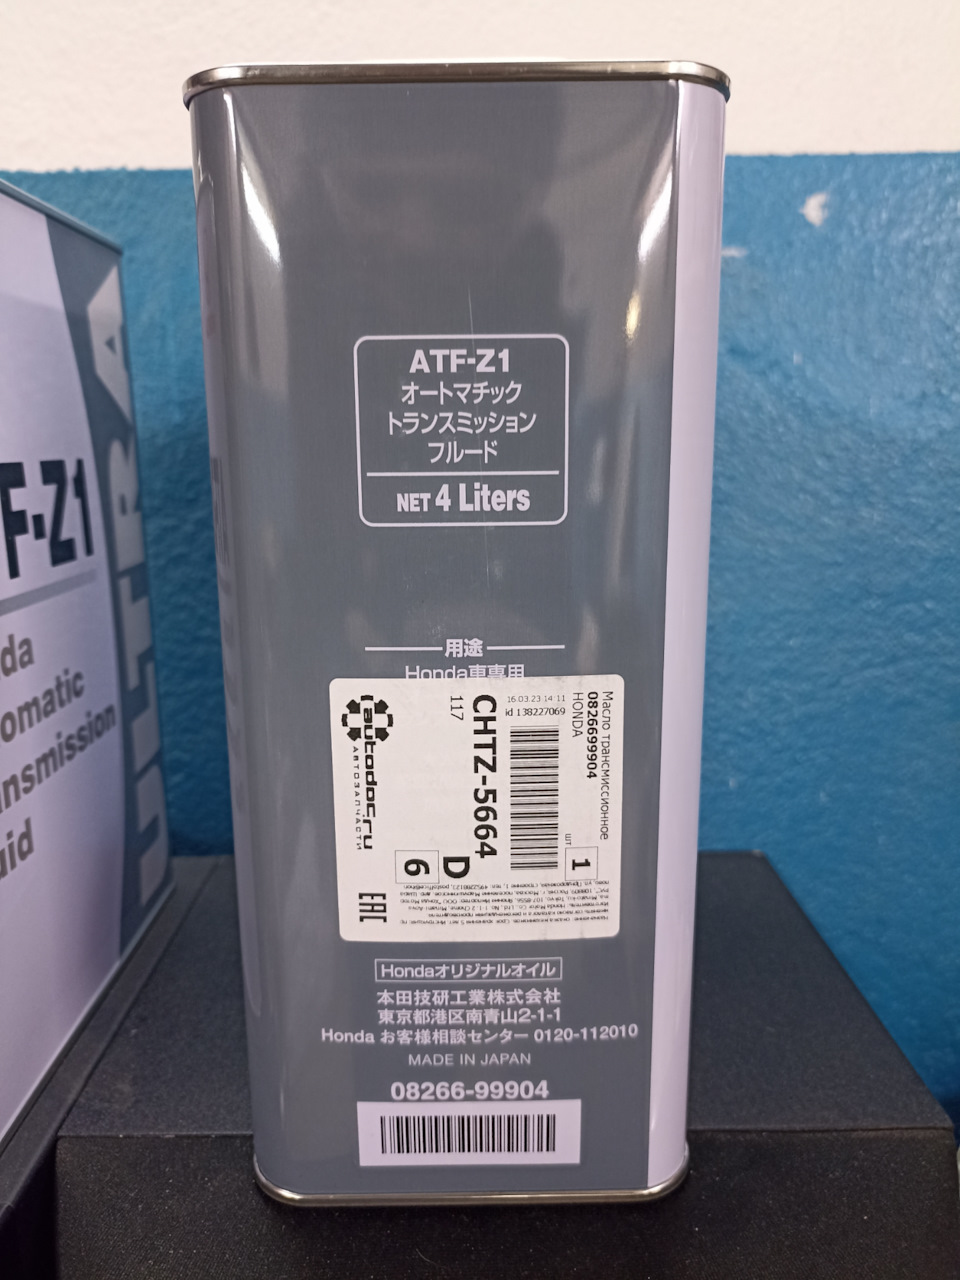 ATF-Z1
オートマチック
トランスミッション
フルード
NET 4 Liters
用途
Honda車専用
Масло трансмиссионное
0826699904
HONDA
16.03.23 14:11
id 138227069
CHTZ-5664
117
шт
1
D
6
autodoc.ru
АВТОЗАПЧАСТИ
EAC
Hondaオリジナルオイル
本田技研工業株式会社
東京都港区南青山2-1-1
Honda お客様相談センター 0120-112010
MADE IN JAPAN
08266-99904
F-Z1
da
omatic
ansmission
uid
ULTRA